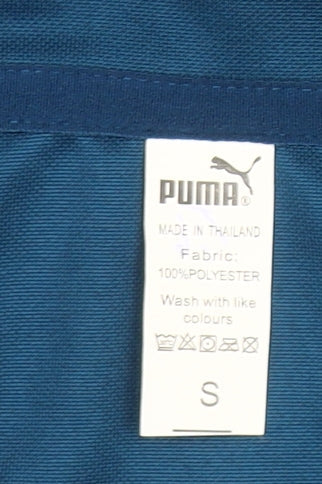 PUMA®
MADE IN THAILAND
Fabric:
100%POLYESTER
Wash with like
colours
S